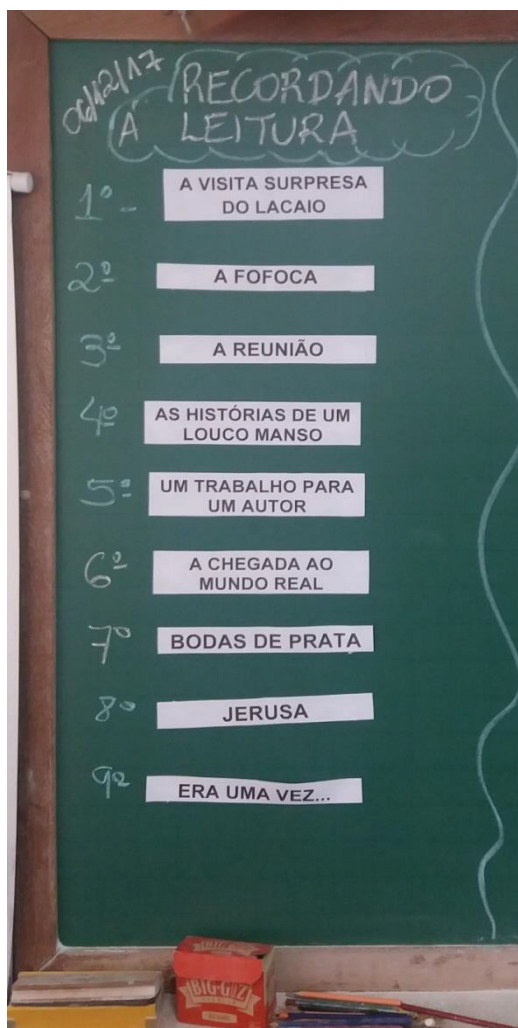 06/12/17
RECORDANDO
Á LEITURA
1º -
A VISITA SURPRESA
DO LACAIO
2º
A FOFOCA
3º
A REUNIÃO
4º
AS HISTÓRIAS DE UM
LOUCO MANSO
5º
UM TRABALHO PARA
UM AUTOR
6º
A CHEGADA AO
MUNDO REAL
7º
BODAS DE PRATA
8º
JERUSA
9º
ERA UMA VEZ...
BIG-GIZ